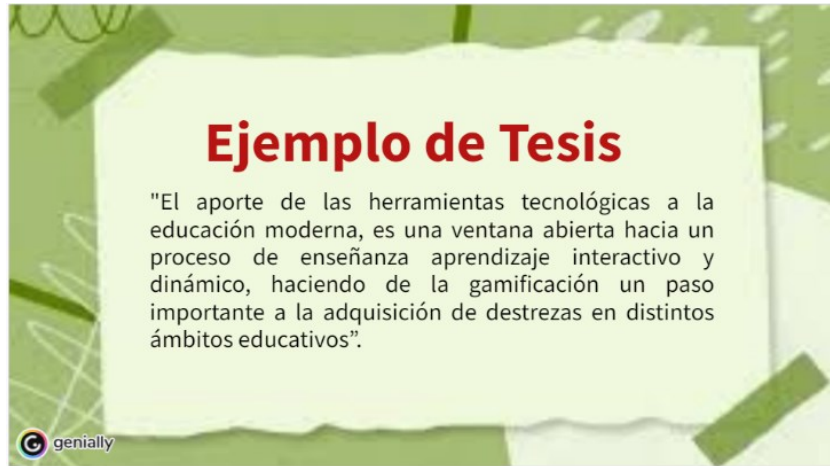 Ejemplo de Tesis
"El aporte de las herramientas tecnológicas a la
educación moderna, es una ventana abierta hacia un
proceso de enseñanza aprendizaje interactivo y
dinámico, haciendo de la gamificación un paso
importante a la adquisición de destrezas en distintos
ámbitos educativos”.
G genially